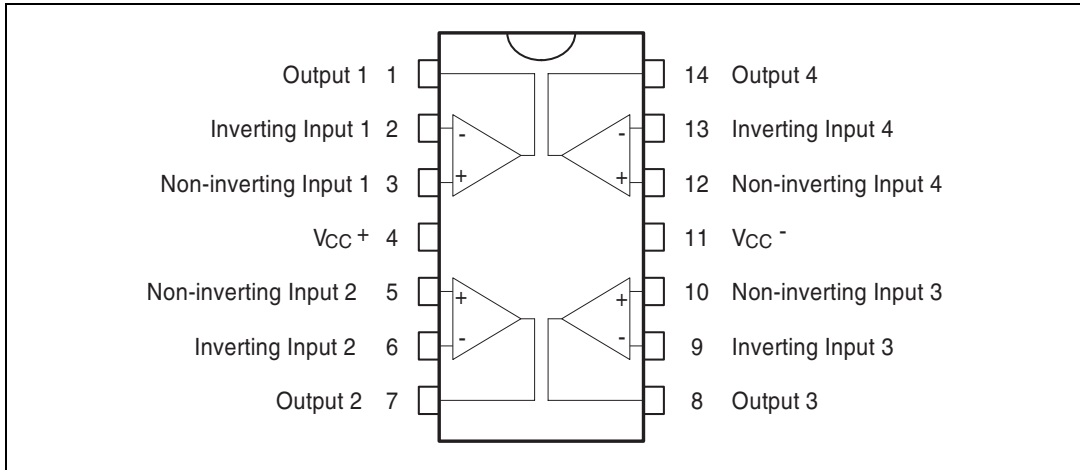 Output 1 1 14 Output 4
Inverting Input 1 2 - - 13 Inverting Input 4
Non-inverting Input 1 3 + + 12 Non-inverting Input 4
VCC + 4 11 VCC -
Non-inverting Input 2 5 + + 10 Non-inverting Input 3
Inverting Input 2 6 - - 9 Inverting Input 3
Output 2 7 8 Output 3